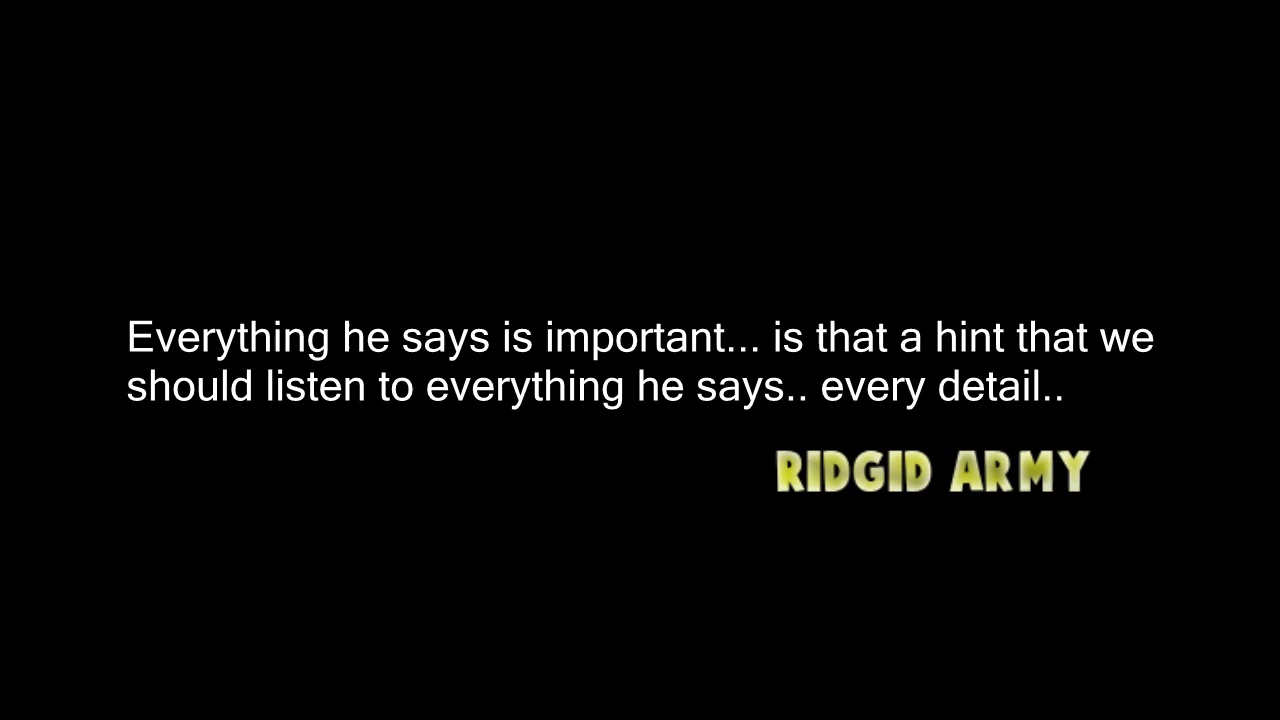 Everything he says is important... is that a hint that we
should listen to everything he says.. every detail..
RIDGID ARMY